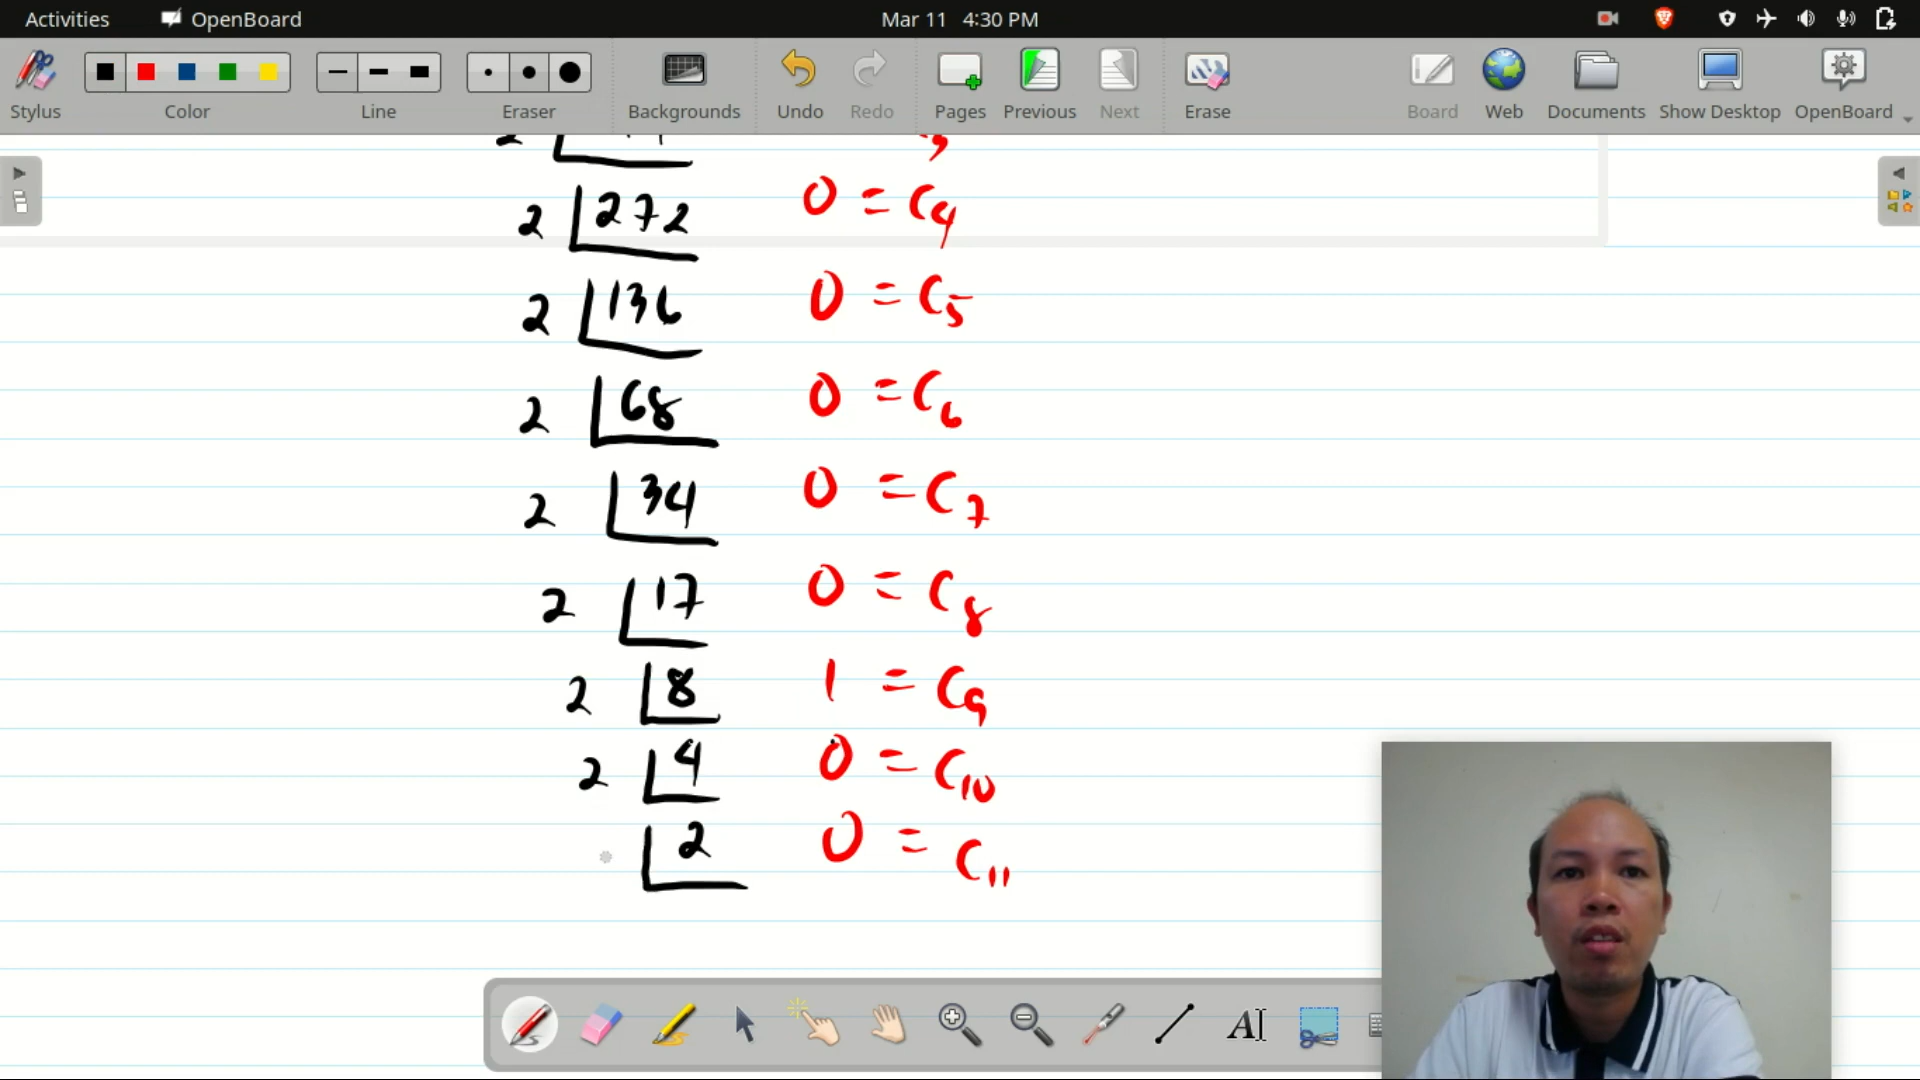 Activities OpenBoard Mar 11 4:30 PM
Stylus Color Line Eraser Backgrounds Undo Redo Pages Previous Next Erase Board Web Documents Show Desktop OpenBoard
2
2 272 0 = C4
2 136 0 = C5
2 68 0 = C6
2 34 0 = C7
2 17 0 = C8
2 8 1 = C9
2 4 0 = C10
2 0 = C11